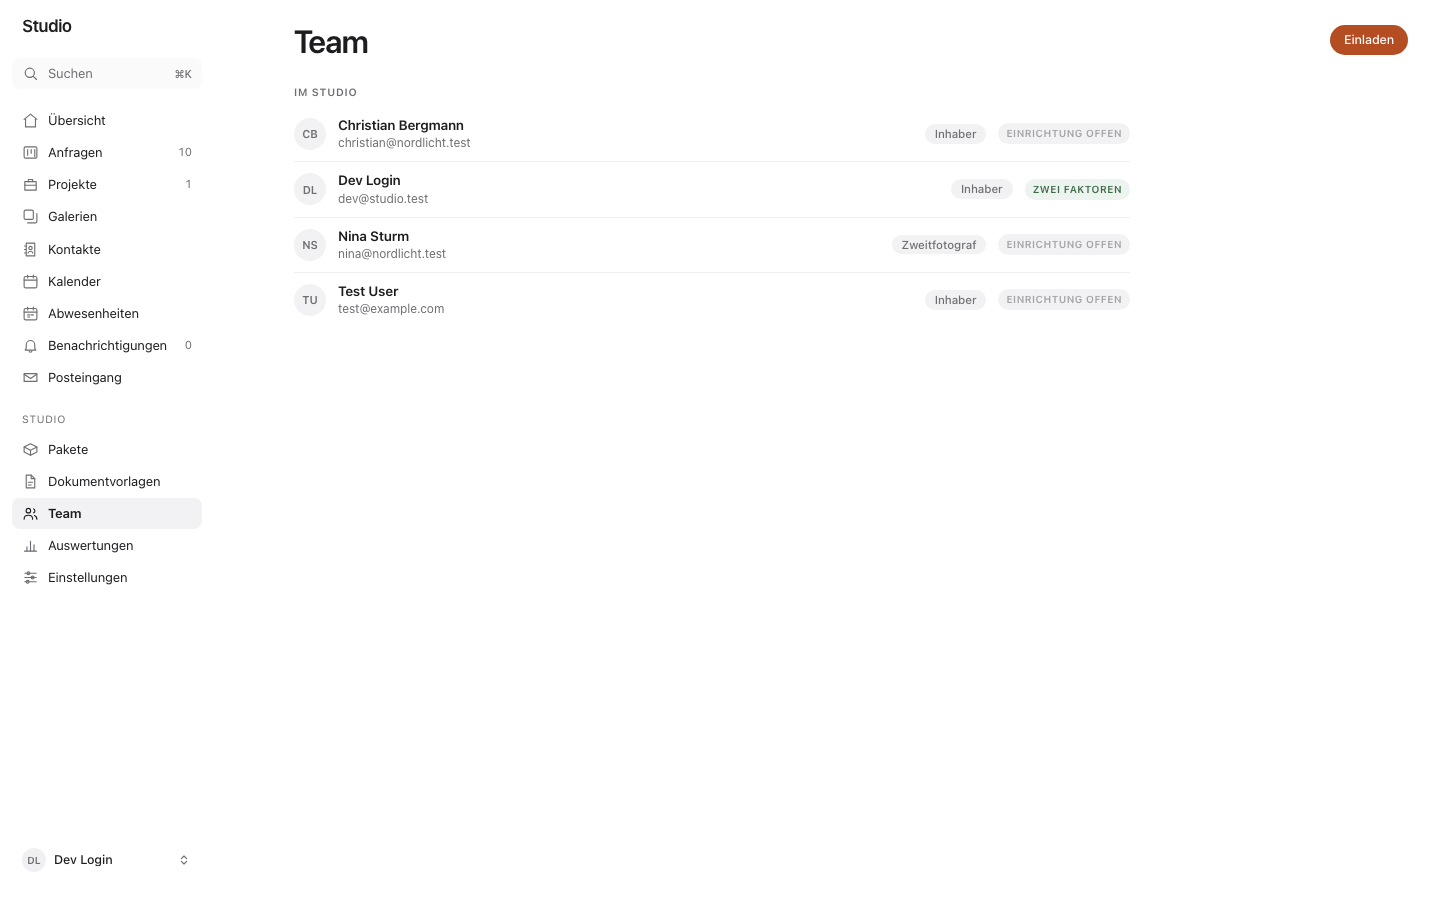 Studio
Suchen ⌘K
Übersicht
Anfragen 10
Projekte 1
Galerien
Kontakte
Kalender
Abwesenheiten
Benachrichtigungen 0
Posteingang
STUDIO
Pakete
Dokumentvorlagen
Team
Auswertungen
Einstellungen
DL Dev Login
Team
Einladen
IM STUDIO
CB Christian Bergmann
christian@nordlicht.test
Inhaber EINRICHTUNG OFFEN
DL Dev Login
dev@studio.test
Inhaber ZWEI FAKTOREN
NS Nina Sturm
nina@nordlicht.test
Zweitfotograf EINRICHTUNG OFFEN
TU Test User
test@example.com
Inhaber EINRICHTUNG OFFEN